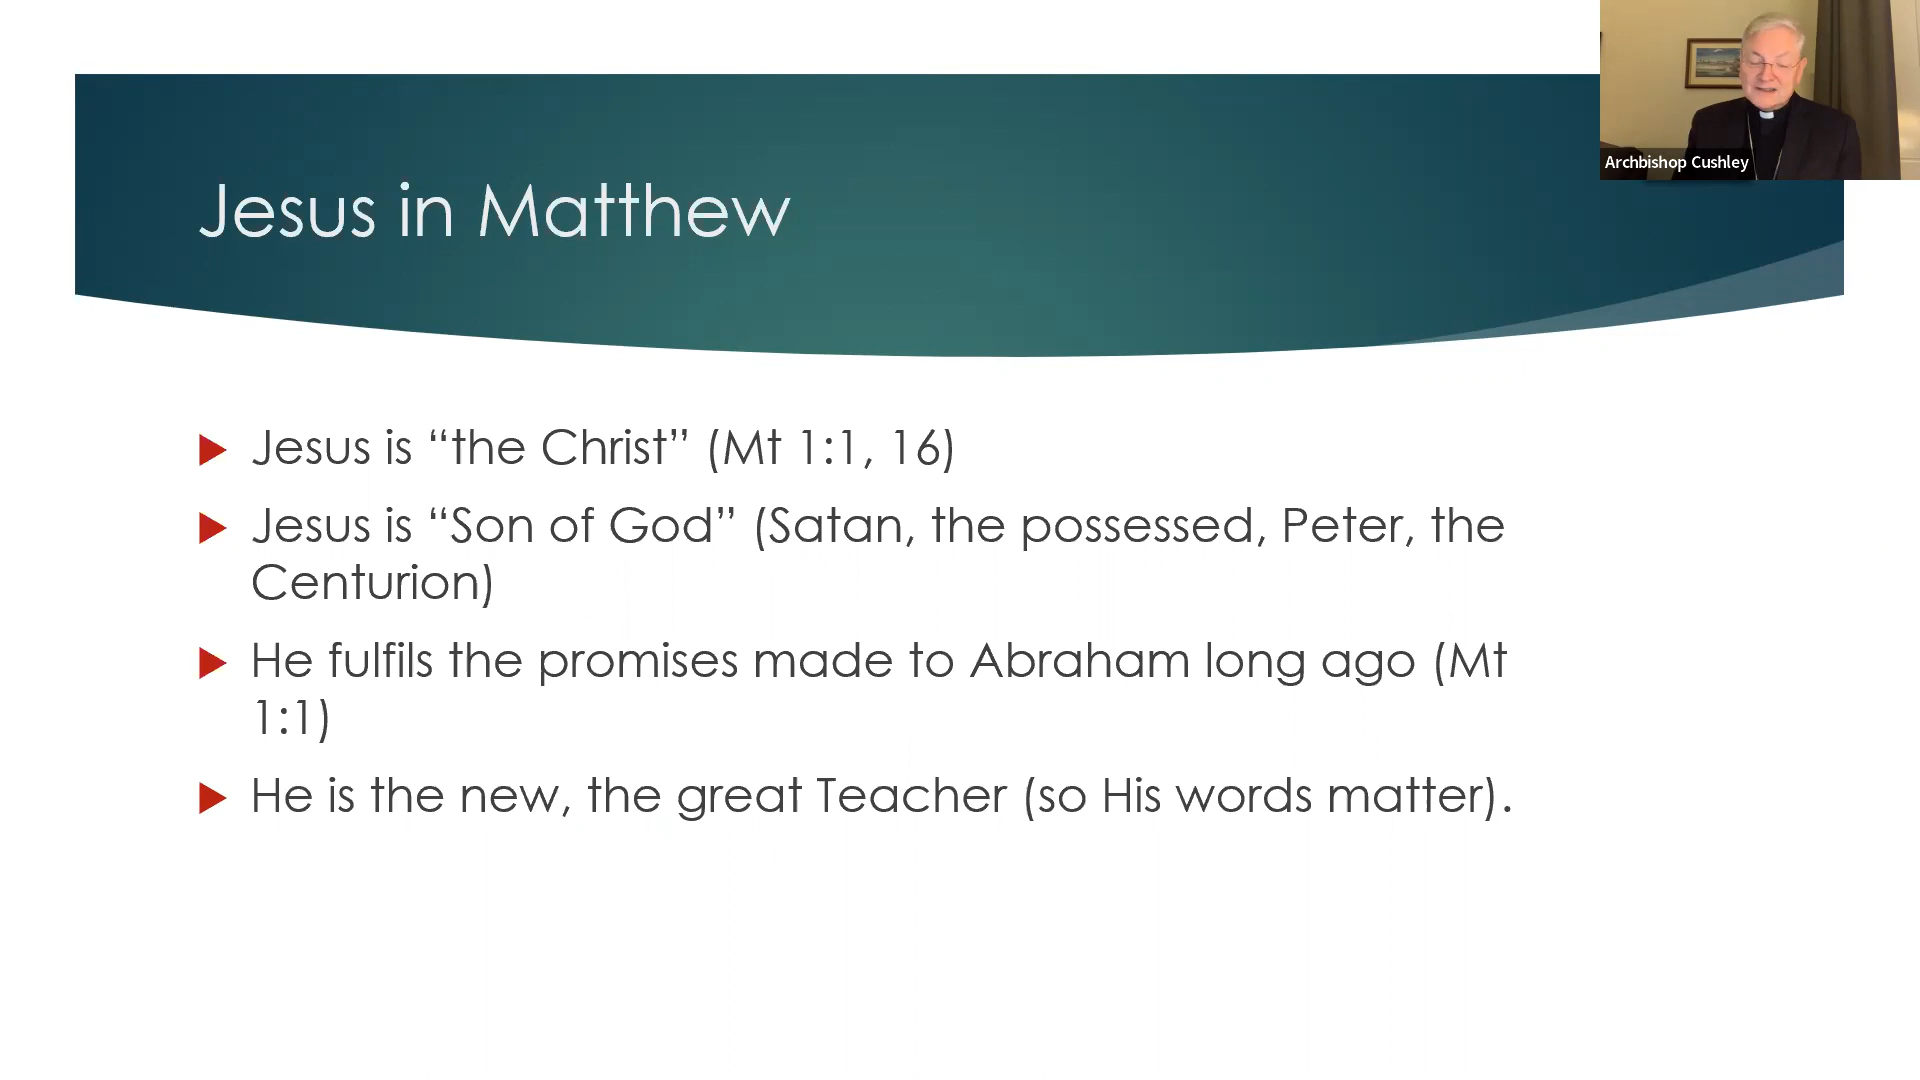 Jesus in Matthew
Archbishop Cushley
Jesus is “the Christ” (Mt 1:1, 16)
Jesus is “Son of God” (Satan, the possessed, Peter, the
Centurion)
He fulfils the promises made to Abraham long ago (Mt
1:1)
He is the new, the great Teacher (so His words matter).